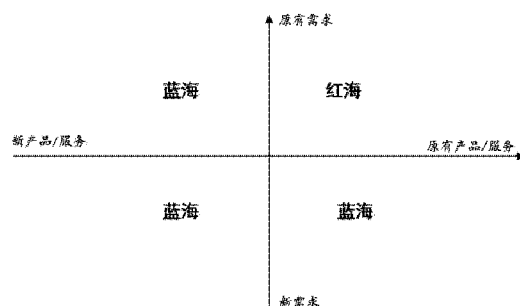 原有需求
蓝海 红海
新产品/服务
原有产品/服务
蓝海 蓝海
新需求